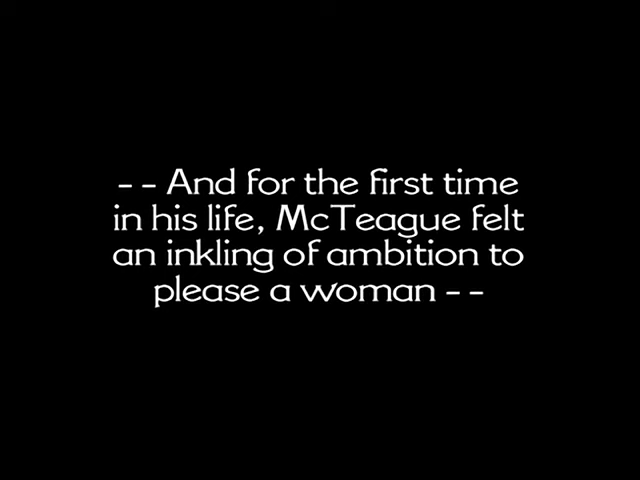 -- And for the first time
in his life, McTeague felt
an inkling of ambition to
please a woman --